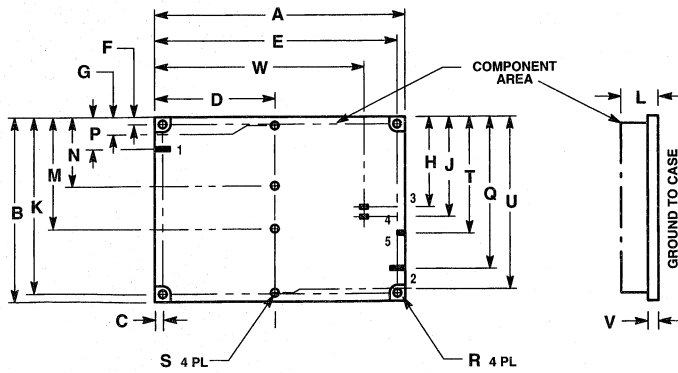 A
F
E
G
W
COMPONENT
AREA
L
D
P
N
M
B
K
1
H
J
T
Q
U
3
4
5
2
GROUND TO CASE
C
V
S 4 PL
R 4 PL